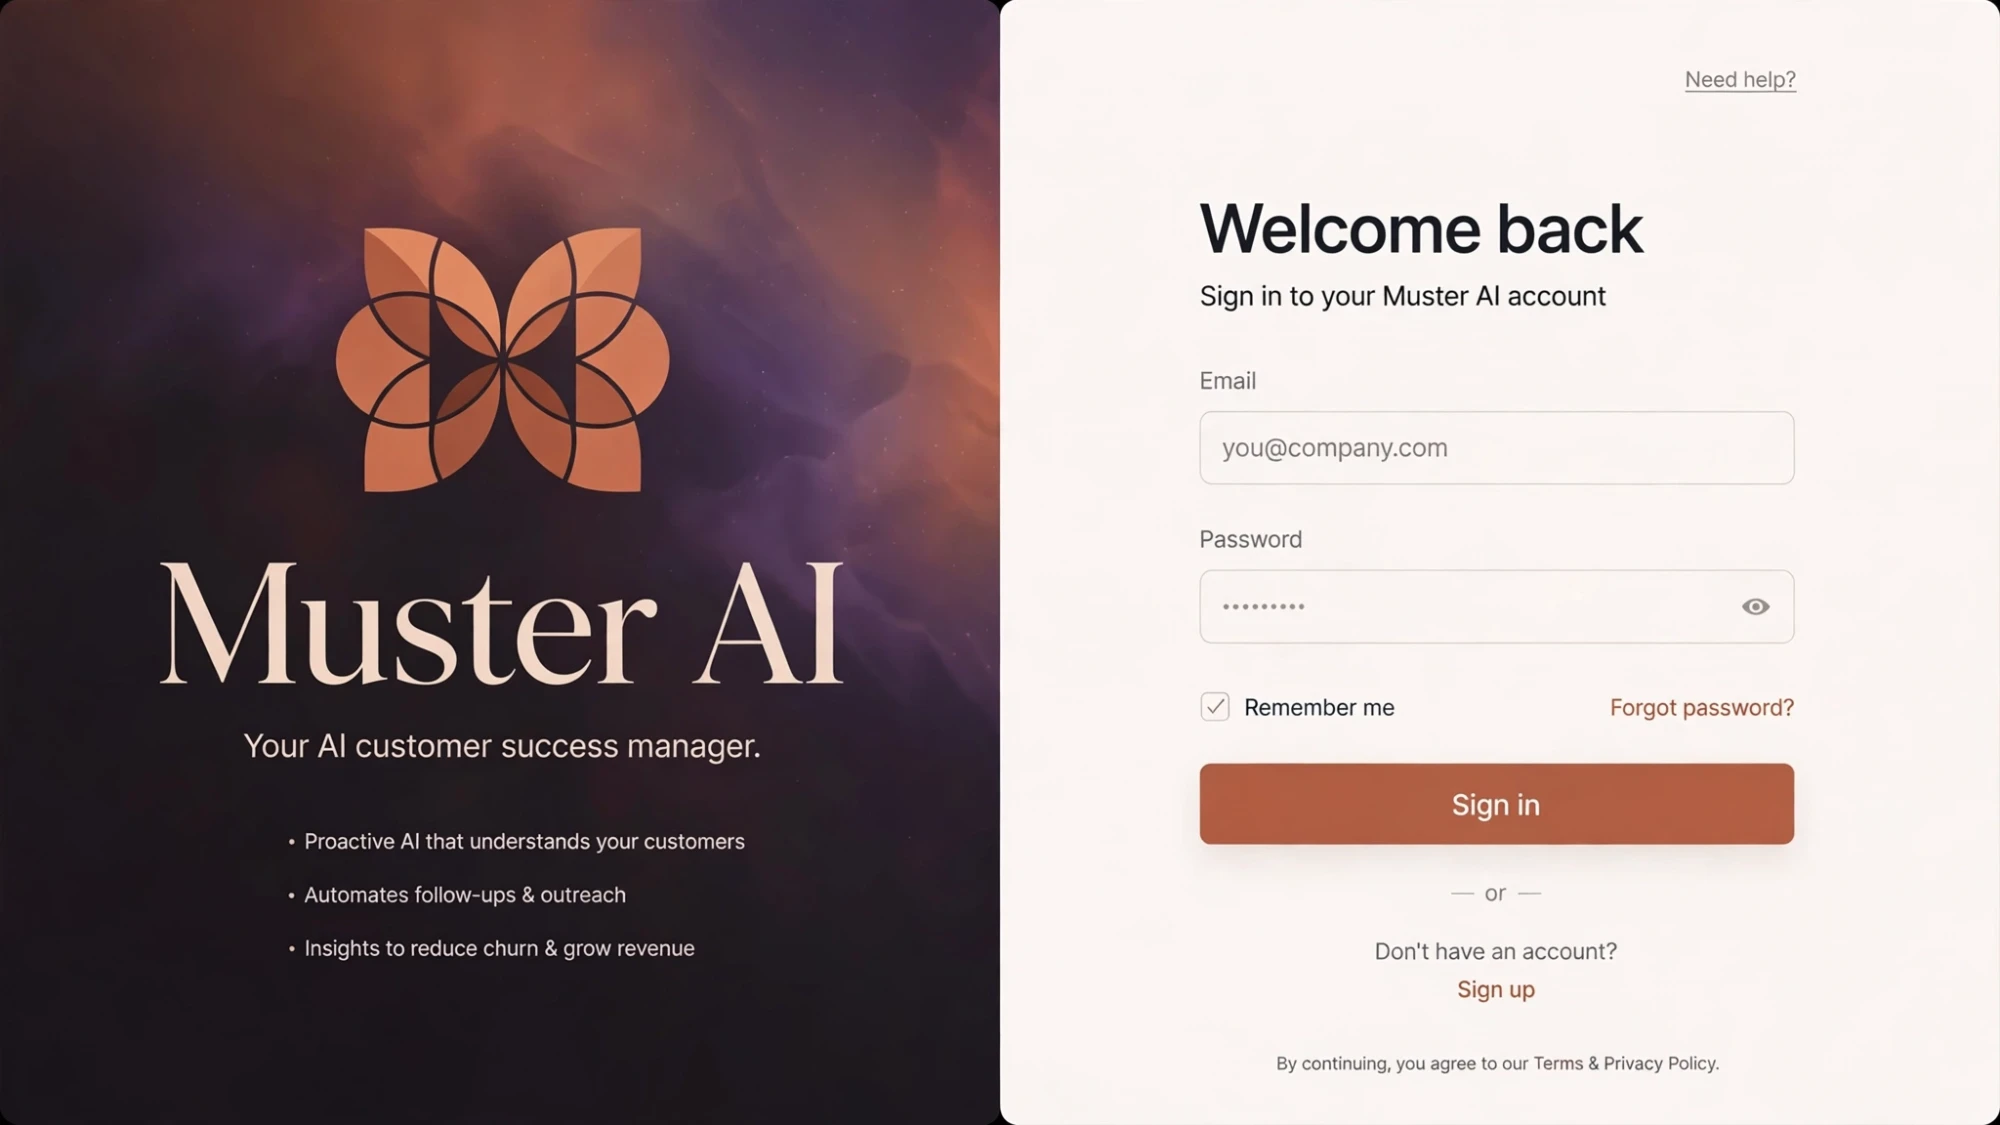 Muster AI
Your AI customer success manager.
• Proactive AI that understands your customers
• Automates follow-ups & outreach
• Insights to reduce churn & grow revenue
Need help?
Welcome back
Sign in to your Muster AI account
Email
you@company.com
Password
•••••••••
Remember me
Forgot password?
Sign in
— or —
Don't have an account?
Sign up
By continuing, you agree to our Terms & Privacy Policy.